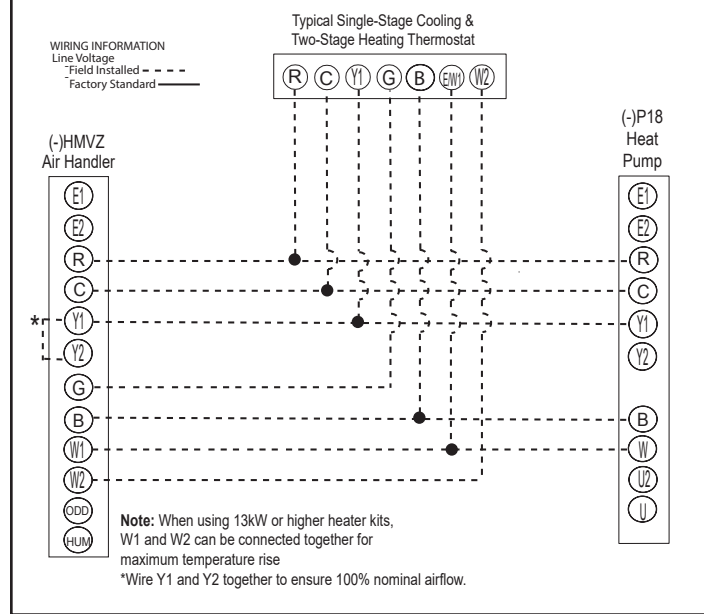 Typical Single-Stage Cooling &
Two-Stage Heating Thermostat
WIRING INFORMATION
Line Voltage
Field Installed
Factory Standard
R C Y1 G B E/W1 W2
(-)HMVZ
Air Handler
E1
E2
R
C
*
Y1
Y2
G
B
W1
W2
ODD
HUM
(-)P18
Heat
Pump
E1
E2
R
C
Y1
Y2
B
W
U2
U
Note: When using 13kW or higher heater kits,
W1 and W2 can be connected together for
maximum temperature rise
*Wire Y1 and Y2 together to ensure 100% nominal airflow.